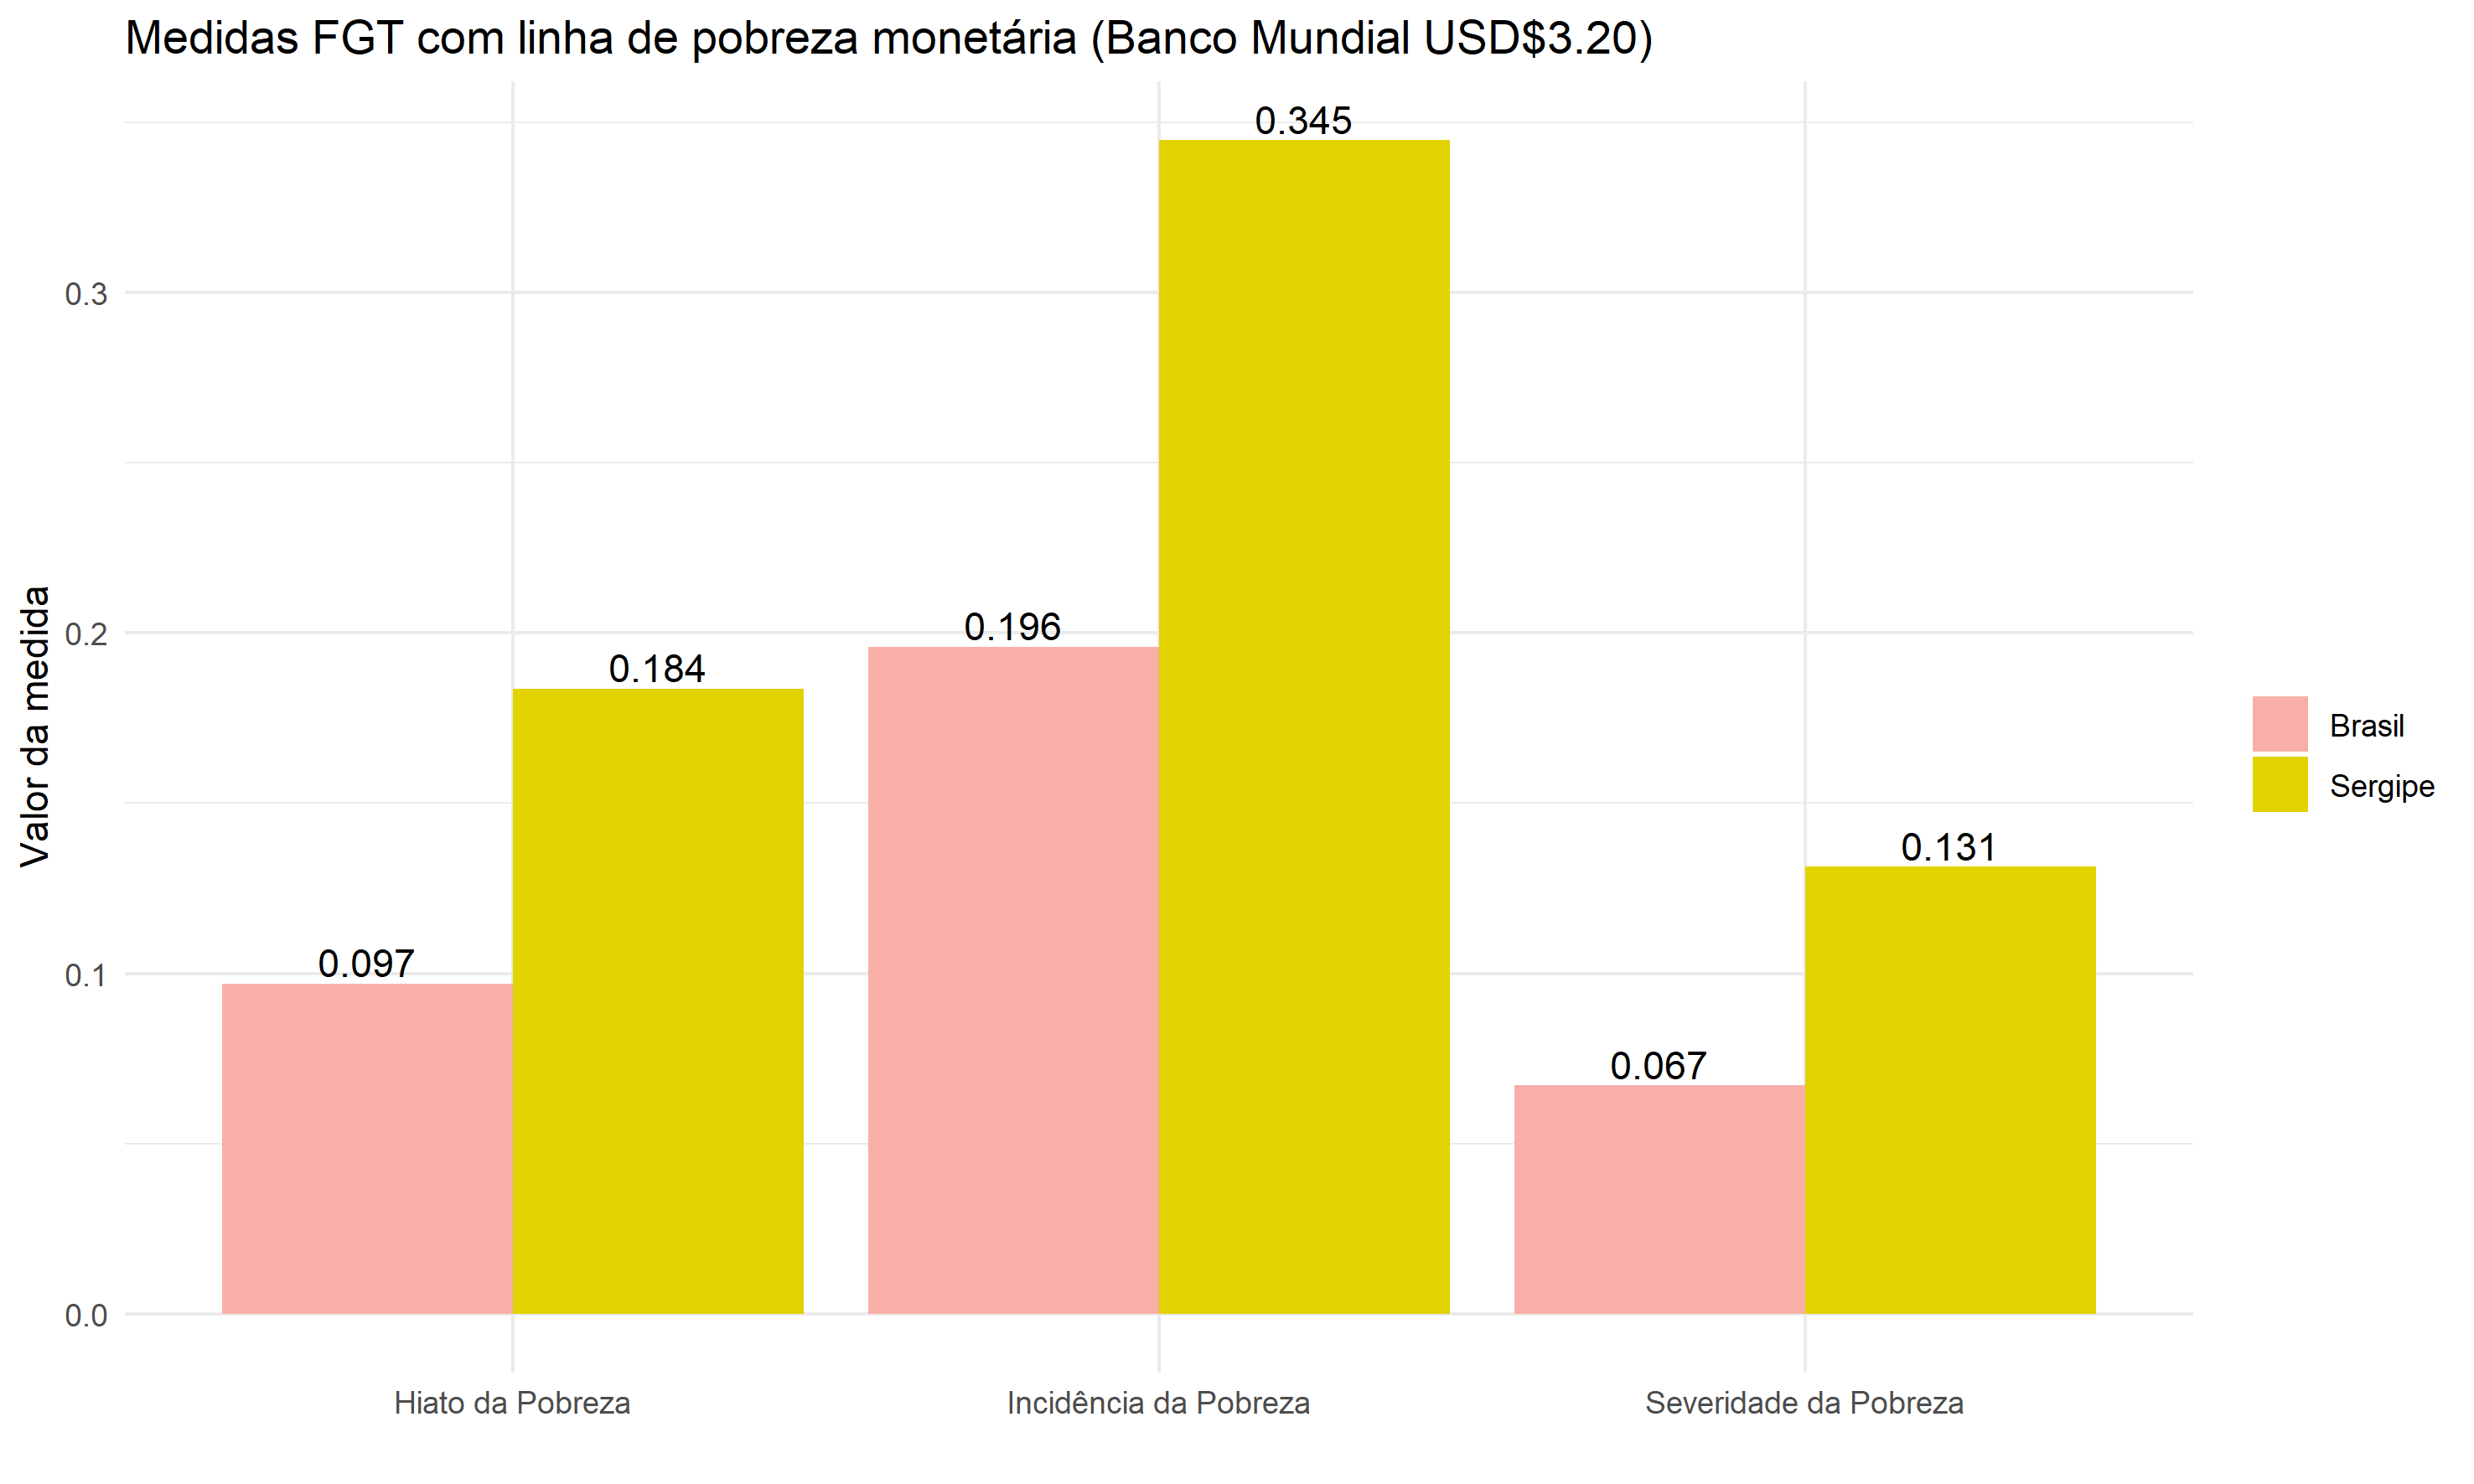 Medidas FGT com linha de pobreza monetária (Banco Mundial USD$3.20)
Valor da medida
0.3
0.2
0.1
0.0
0.097
0.184
0.196
0.345
0.067
0.131
Hiato da Pobreza
Incidência da Pobreza
Severidade da Pobreza
Brasil
Sergipe